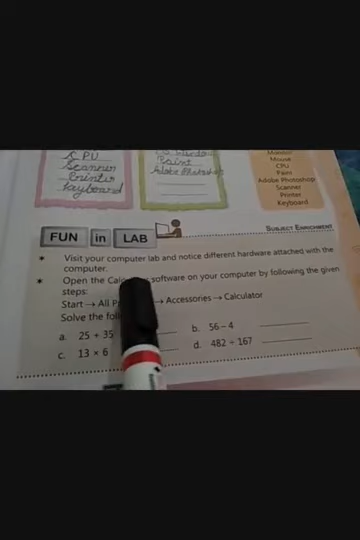 CPU
Scanner
Printer
Keyboard
Paint
Adobe Photoshop
Monitor
Mouse
CPU
Paint
Adobe Photoshop
Scanner
Printer
Keyboard
FUN in LAB
SUBJECT ENRICHMENT
* Visit your computer lab and notice different hardware attached with the
computer.
* Open the software on your computer by following the given
steps:
Start → All → Accessories → Calculator
Solve the
a. 25 + 35
b. 56 – 4
c. 13 × 6
d. 482 ÷ 167